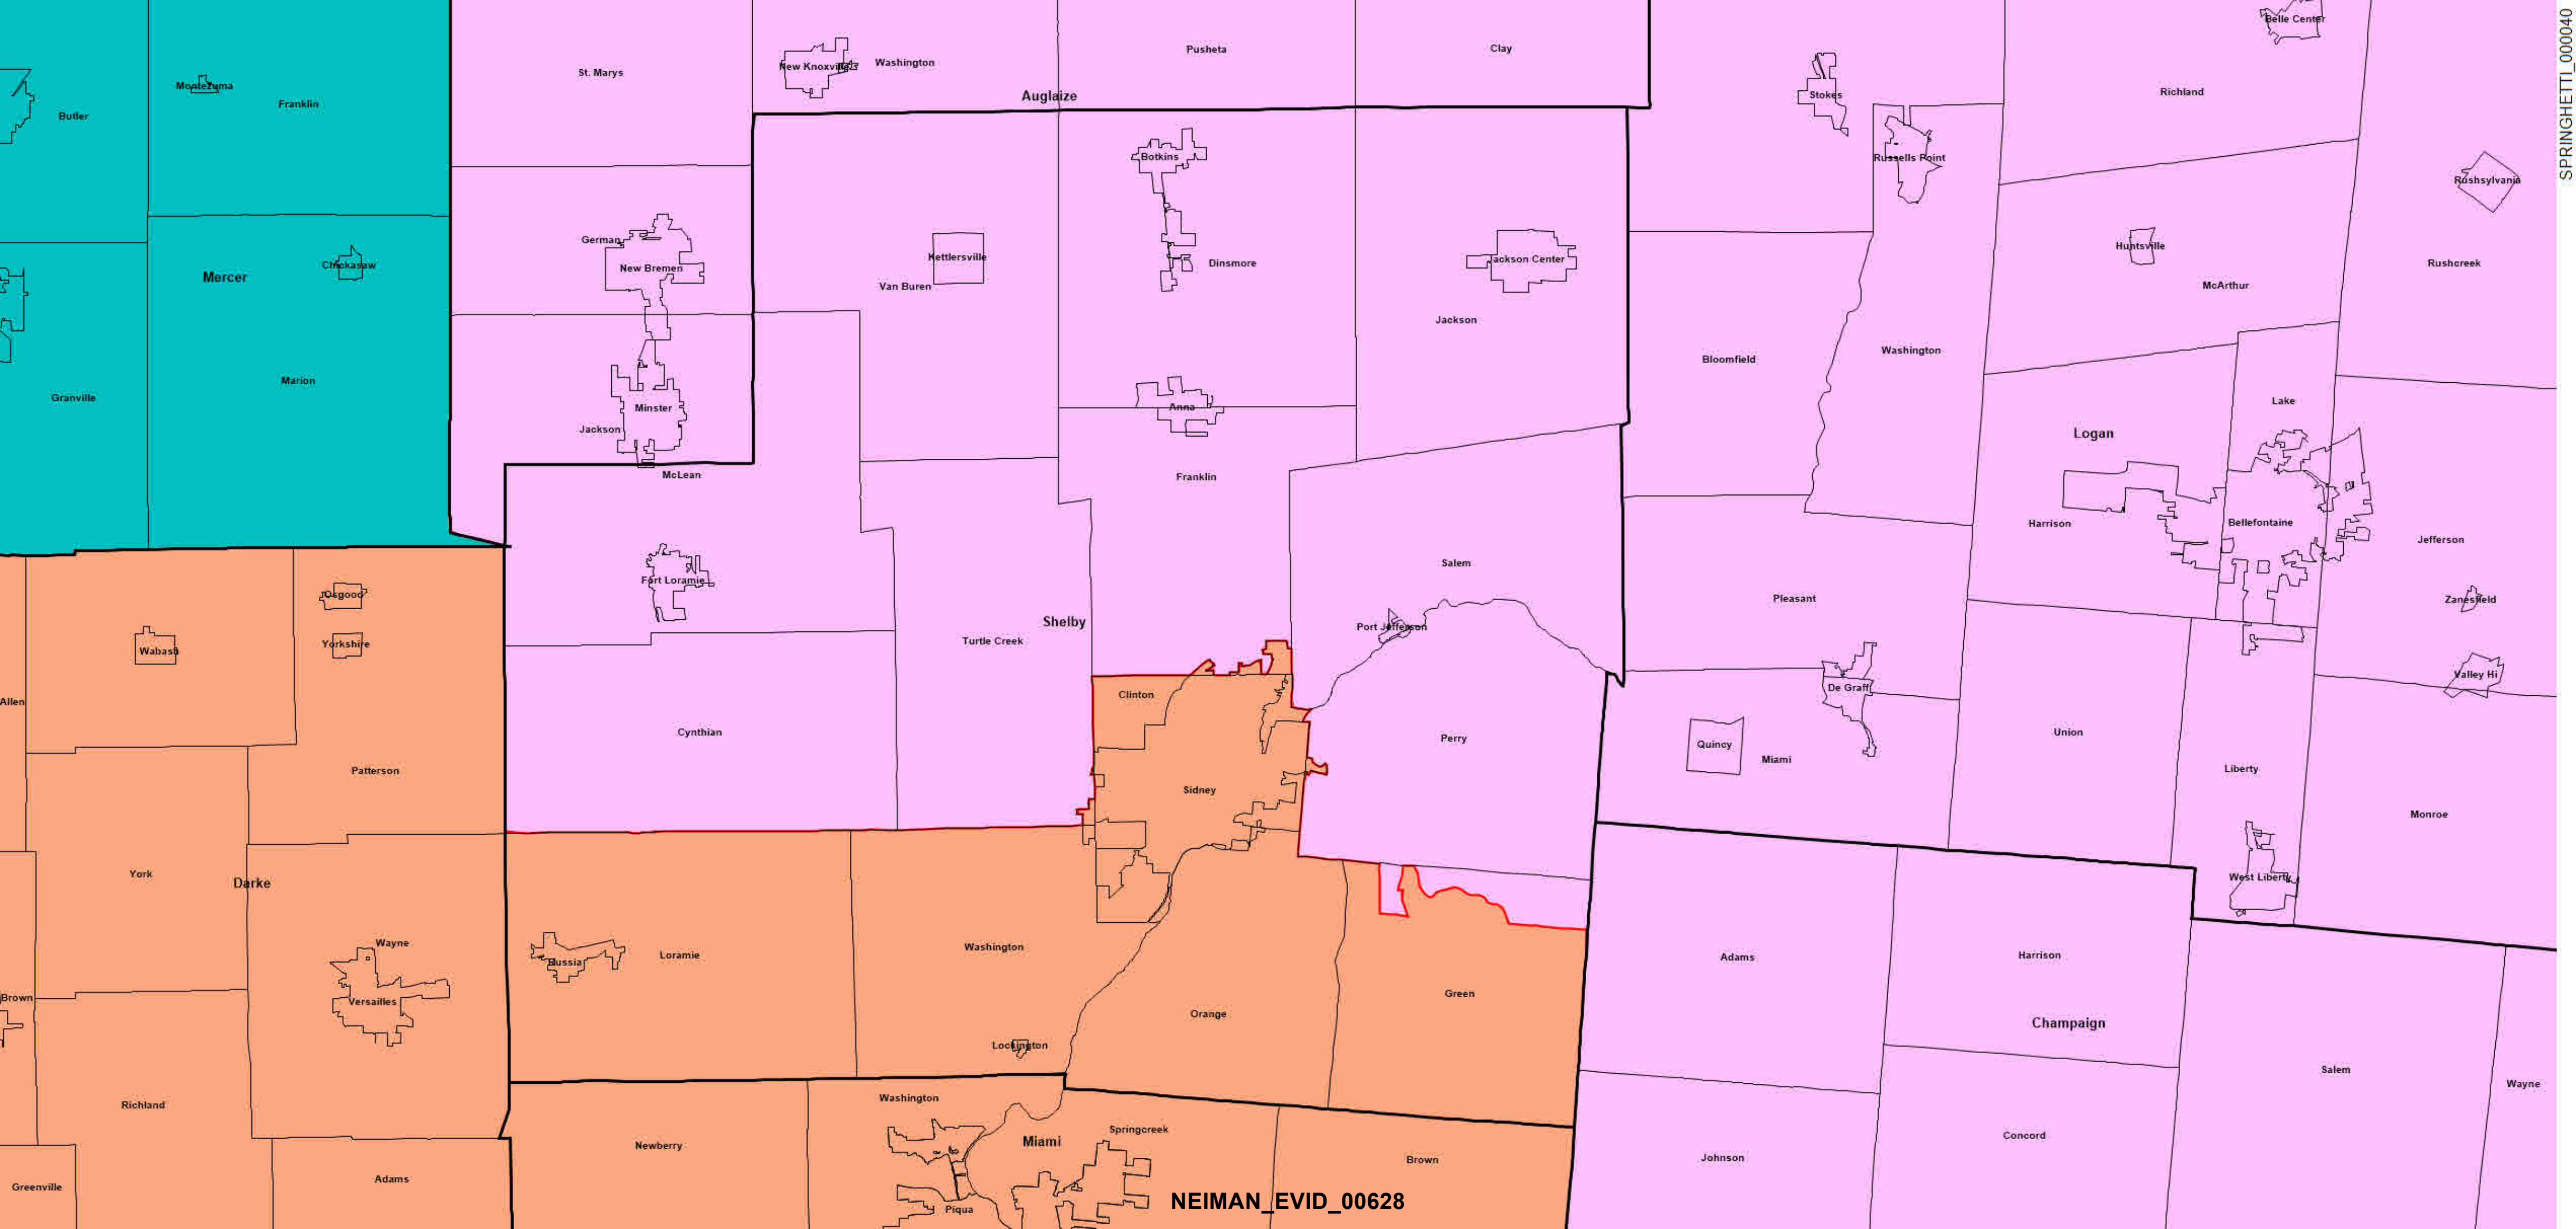 Belle Center
SPRINGHETTI_000040
St. Marys
New Knoxville
Washington
Pusheta
Clay
Auglaize
Stokes
Richland
Montezuma
Franklin
Butler
Botkins
Russells Point
Rushsylvania
German
New Bremen
Kettlersville
Van Buren
Dinsmore
Jackson Center
Huntsville
Rushcreek
McArthur
Mercer
Chickasaw
Jackson
Washington
Bloomfield
Marion
Granville
Minster
Anna
Lake
Jackson
Logan
McLean
Franklin
Harrison
Bellefontaine
Jefferson
Salem
Fort Loramie
Osgood
Pleasant
Zanesfield
Port Jefferson
Shelby
Turtle Creek
Wabash
Yorkshire
Valley Hi
De Graff
Clinton
Allen
Cynthian
Perry
Union
Quincy
Miami
Liberty
Patterson
Sidney
Monroe
York
Darke
West Liberty
Wayne
Washington
Loramie
Russia
Adams
Harrison
Brown
Versailles
Green
Orange
Champaign
Lockington
Salem
Wayne
Richland
Washington
Springcreek
Miami
Newberry
Concord
Johnson
Brown
Adams
Greenville
Piqua
NEIMAN_EVID_00628